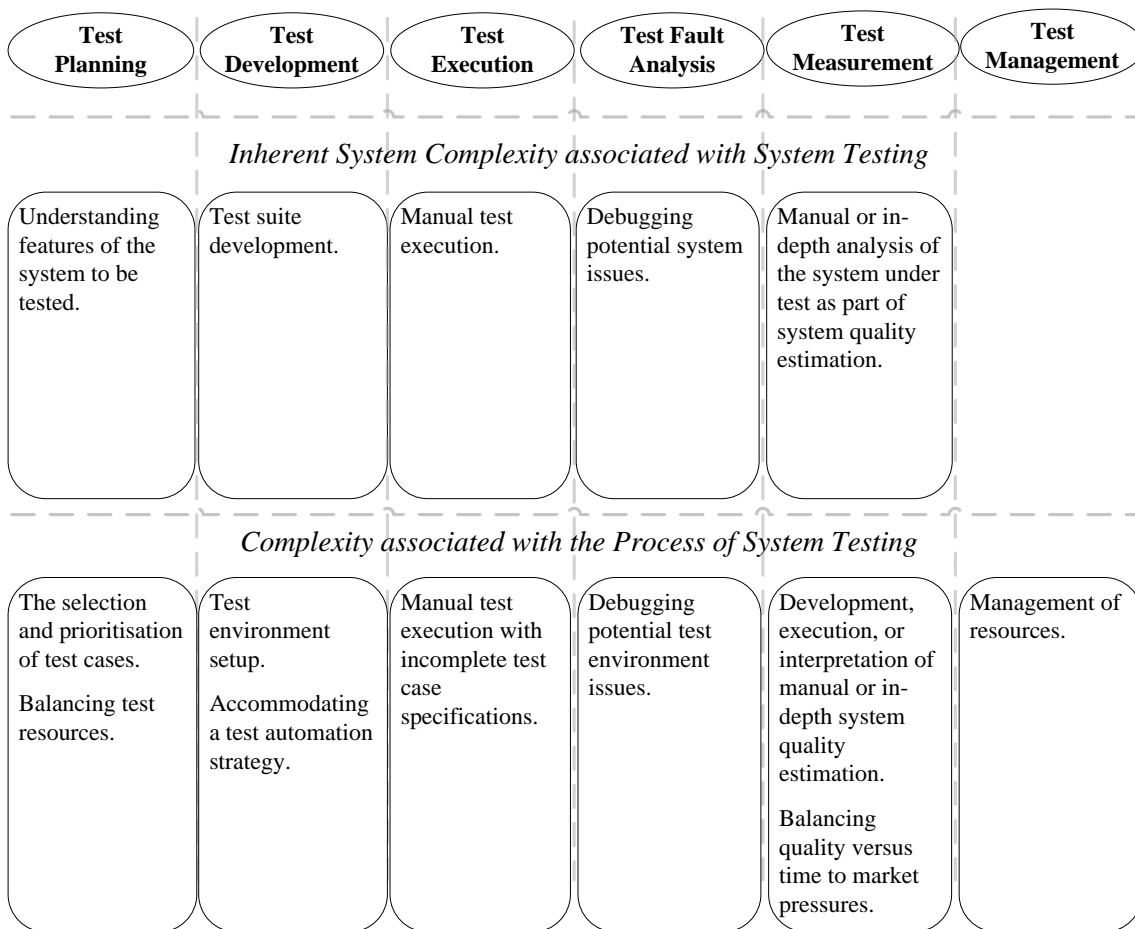 Test
Planning
Test
Development
Test
Execution
Test Fault
Analysis
Test
Measurement
Test
Management
Inherent System Complexity associated with System Testing
Understanding
features of the
system to be
tested.
Test suite
development.
Manual test
execution.
Debugging
potential system
issues.
Manual or in-
depth analysis of
the system under
test as part of
system quality
estimation.
Complexity associated with the Process of System Testing
The selection
and prioritisation
of test cases.
Balancing test
resources.
Test
environment
setup.
Accommodating
a test automation
strategy.
Manual test
execution with
incomplete test
case
specifications.
Debugging
potential test
environment
issues.
Development,
execution, or
interpretation of
manual or in-
depth system
quality
estimation.
Balancing
quality versus
time to market
pressures.
Management of
resources.